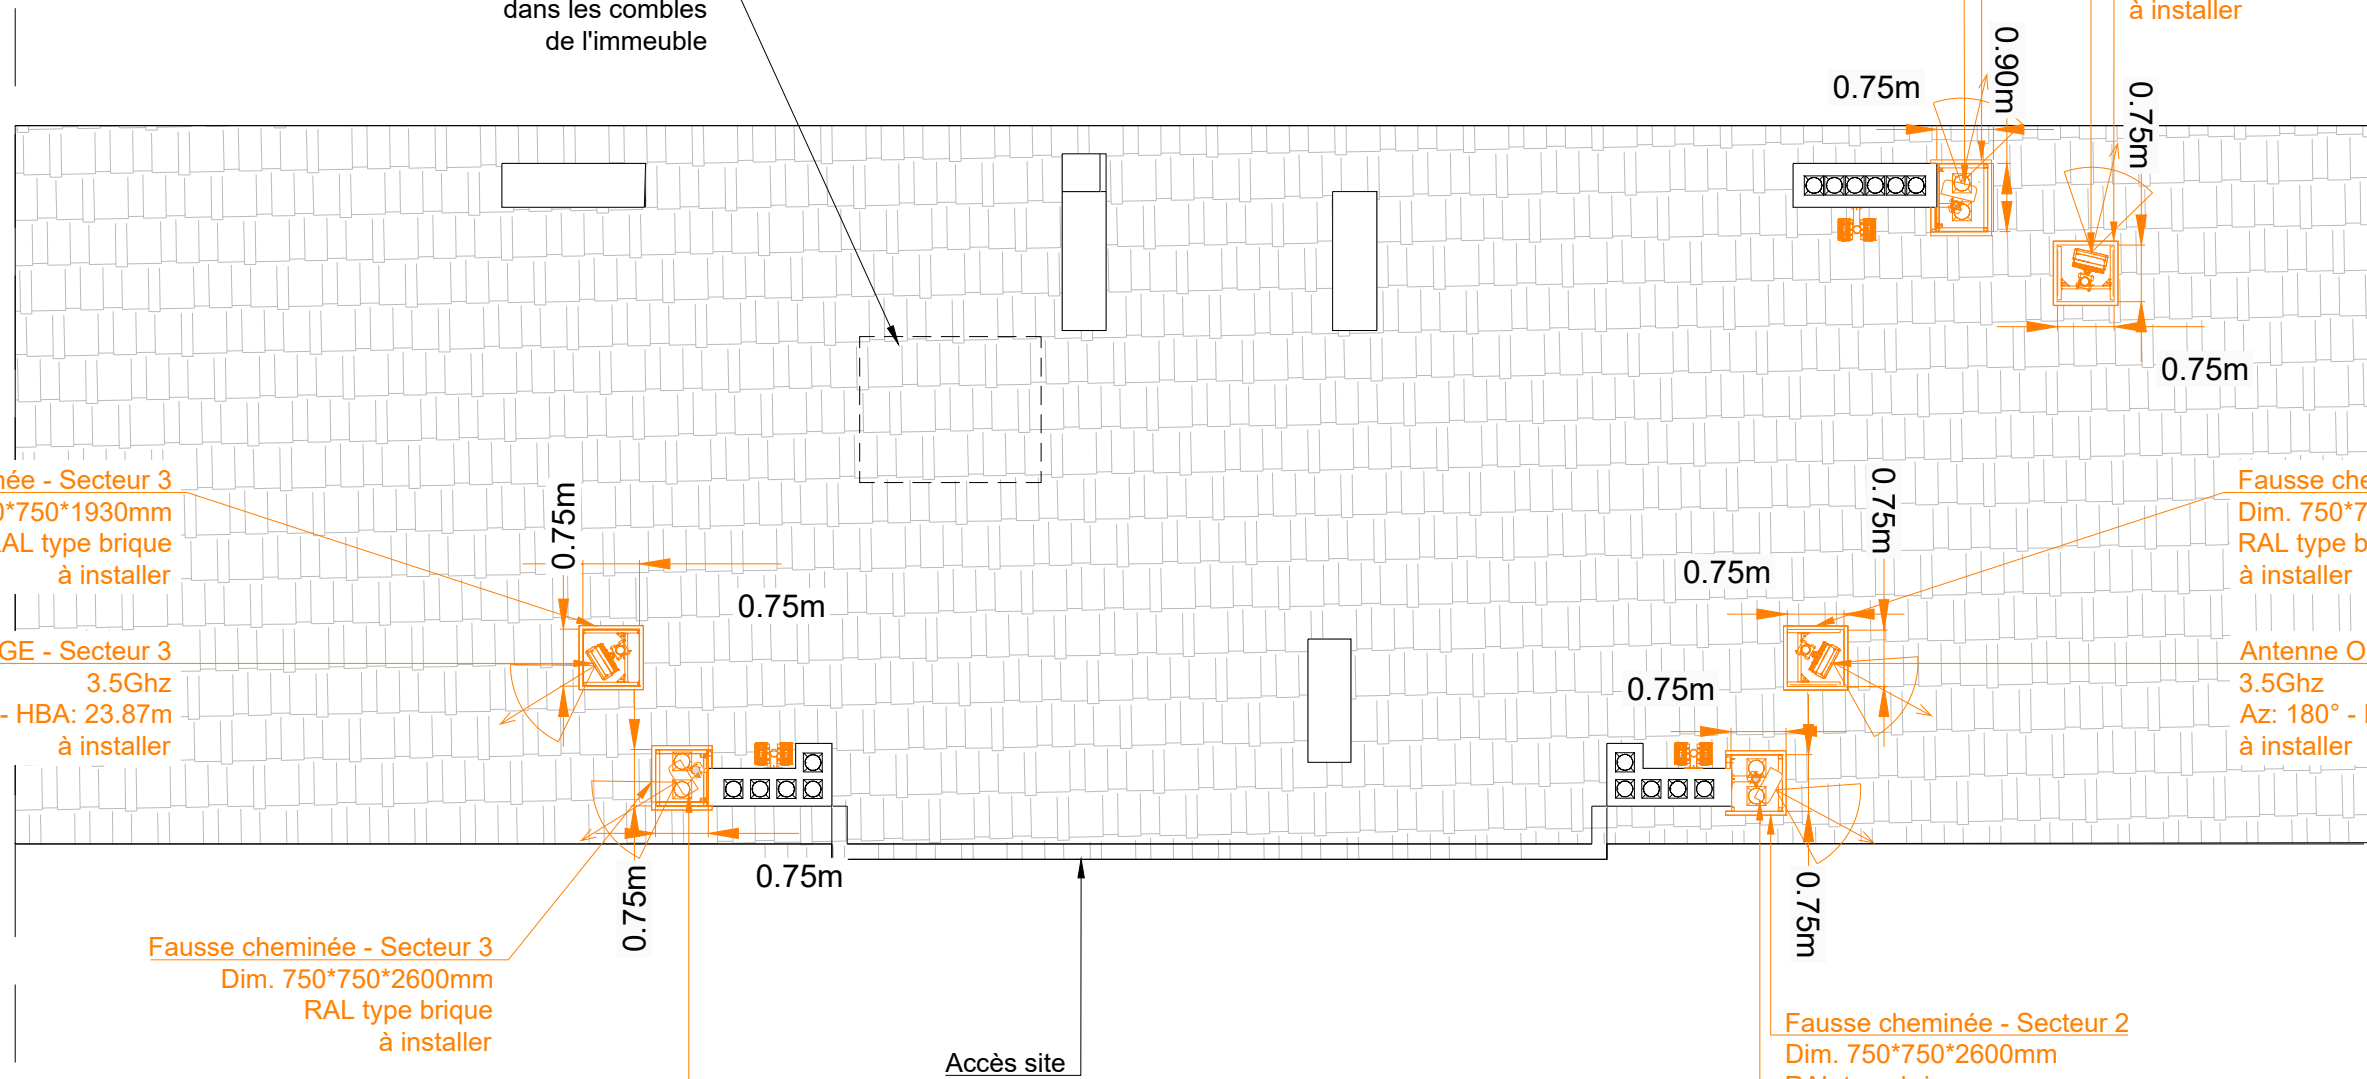 dans les combles
de l'immeuble
à installer
0.75m
0.90m
0.75m
0.75m
née - Secteur 3
0*750*1930mm
RAL type brique
à installer
0.75m
0.75m
GE - Secteur 3
3.5Ghz
- HBA: 23.87m
à installer
0.75m
0.75m
0.75m
Fausse che
Dim. 750*7
RAL type b
à installer
Antenne O
3.5Ghz
Az: 180° -
à installer
0.75m
0.75m
0.75m
Fausse cheminée - Secteur 3
Dim. 750*750*2600mm
RAL type brique
à installer
Accès site
Fausse cheminée - Secteur 2
Dim. 750*750*2600mm